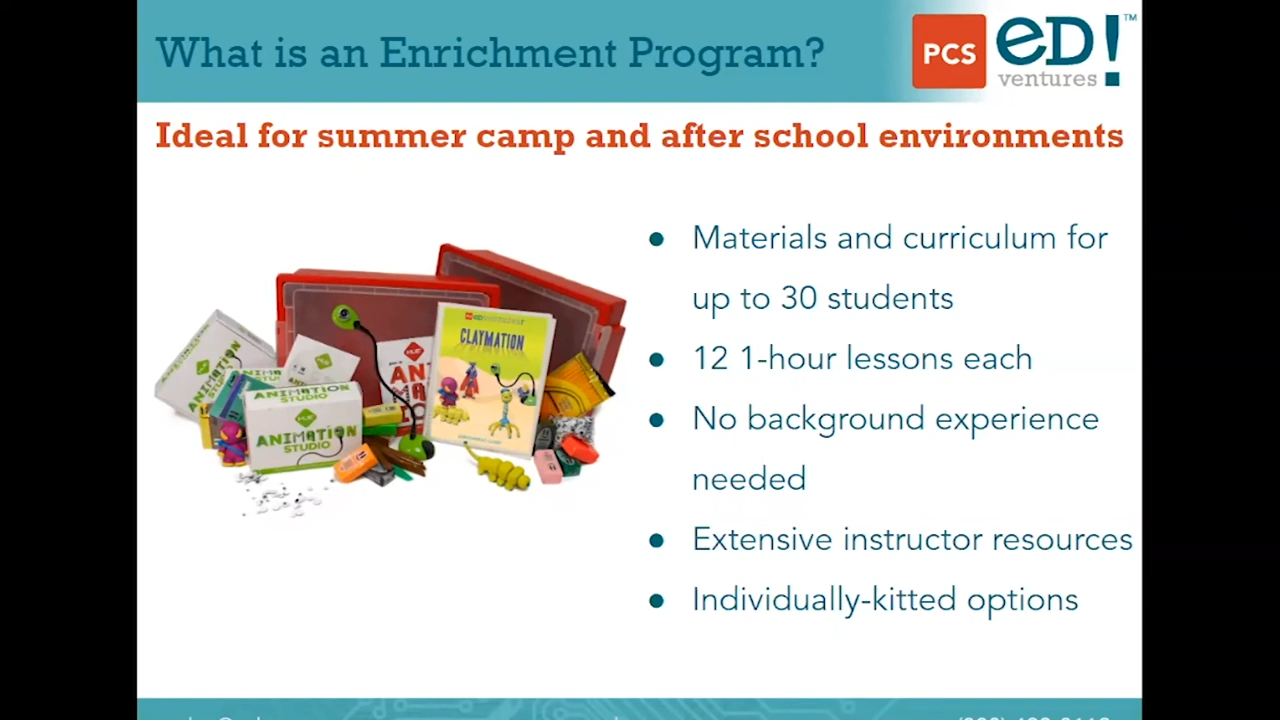 What is an Enrichment Program?
PCS
ED!™
ventures
Ideal for summer camp and after school environments
● Materials and curriculum for
up to 30 students
● 12 1-hour lessons each
● No background experience
needed
● Extensive instructor resources
● Individually-kitted options
CLAYMATION
ANIMATION
STUDIO
HUE
ANIMATION
STUDIO